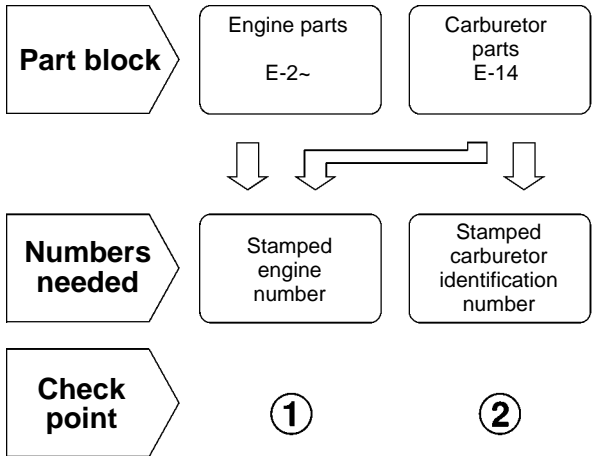 Part block
Engine parts
E-2~
Carburetor
parts
E-14
Numbers
needed
Stamped
engine
number
Stamped
carburetor
identification
number
Check
point
①
②